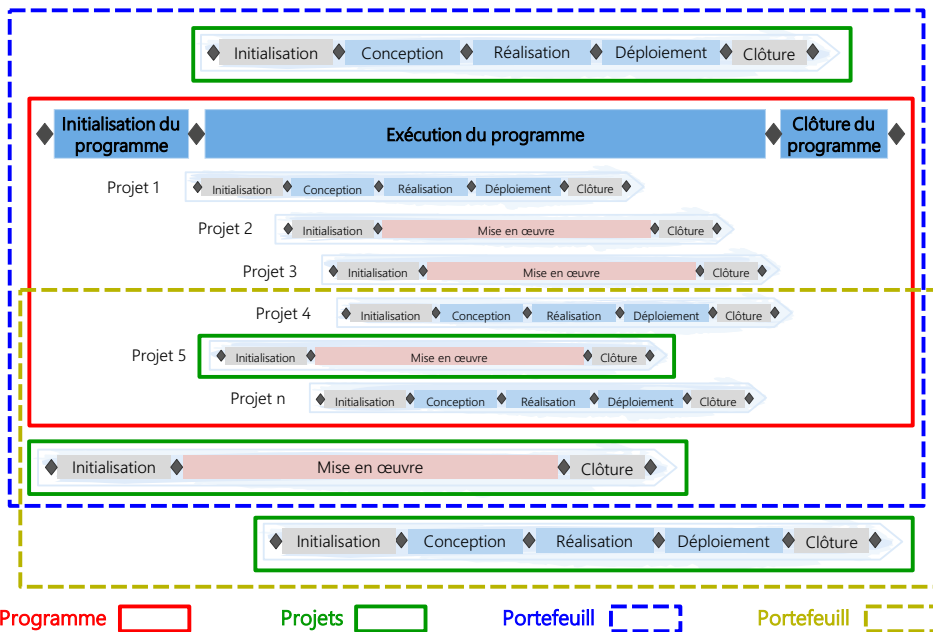 Initialisation Conception Réalisation Déploiement Clôture
Initialisation du programme Exécution du programme Clôture du programme
Projet 1 Initialisation Conception Réalisation Déploiement Clôture
Projet 2 Initialisation Mise en œuvre Clôture
Projet 3 Initialisation Mise en œuvre Clôture
Projet 4 Initialisation Conception Réalisation Déploiement Clôture
Projet 5 Initialisation Mise en œuvre Clôture
Projet n Initialisation Conception Réalisation Déploiement Clôture
Initialisation Mise en œuvre Clôture
Initialisation Conception Réalisation Déploiement Clôture
Programme Projets Portefeuill Portefeuill